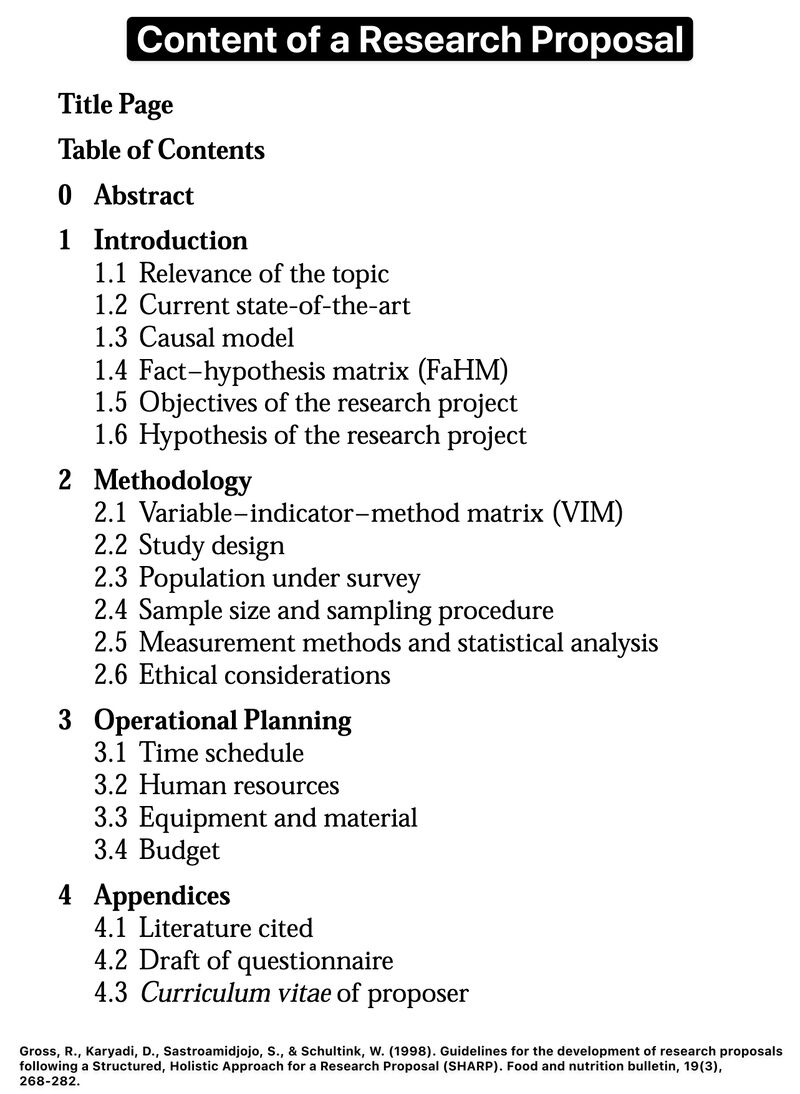 Content of a Research Proposal
Title Page
Table of Contents
0 Abstract
1 Introduction
1.1 Relevance of the topic
1.2 Current state-of-the-art
1.3 Causal model
1.4 Fact–hypothesis matrix (FaHM)
1.5 Objectives of the research project
1.6 Hypothesis of the research project
2 Methodology
2.1 Variable–indicator–method matrix (VIM)
2.2 Study design
2.3 Population under survey
2.4 Sample size and sampling procedure
2.5 Measurement methods and statistical analysis
2.6 Ethical considerations
3 Operational Planning
3.1 Time schedule
3.2 Human resources
3.3 Equipment and material
3.4 Budget
4 Appendices
4.1 Literature cited
4.2 Draft of questionnaire
4.3 Curriculum vitae of proposer
Gross, R., Karyadi, D., Sastroamidjojo, S., & Schultink, W. (1998). Guidelines for the development of research proposals
following a Structured, Holistic Approach for a Research Proposal (SHARP). Food and nutrition bulletin, 19(3),
268-282.